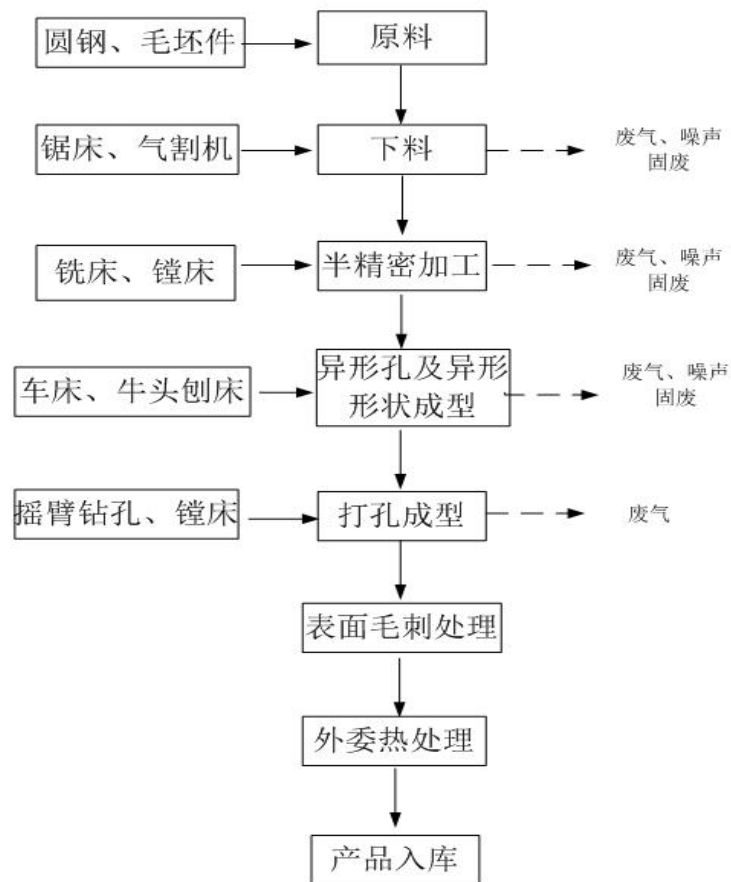 圆钢、毛坯件
原料
锯床、气割机
下料
废气、噪声
固废
铣床、镗床
半精密加工
废气、噪声
固废
车床、牛头刨床
异形孔及异形
形状成型
废气、噪声
固废
摇臂钻孔、镗床
打孔成型
废气
表面毛刺处理
外委热处理
产品入库